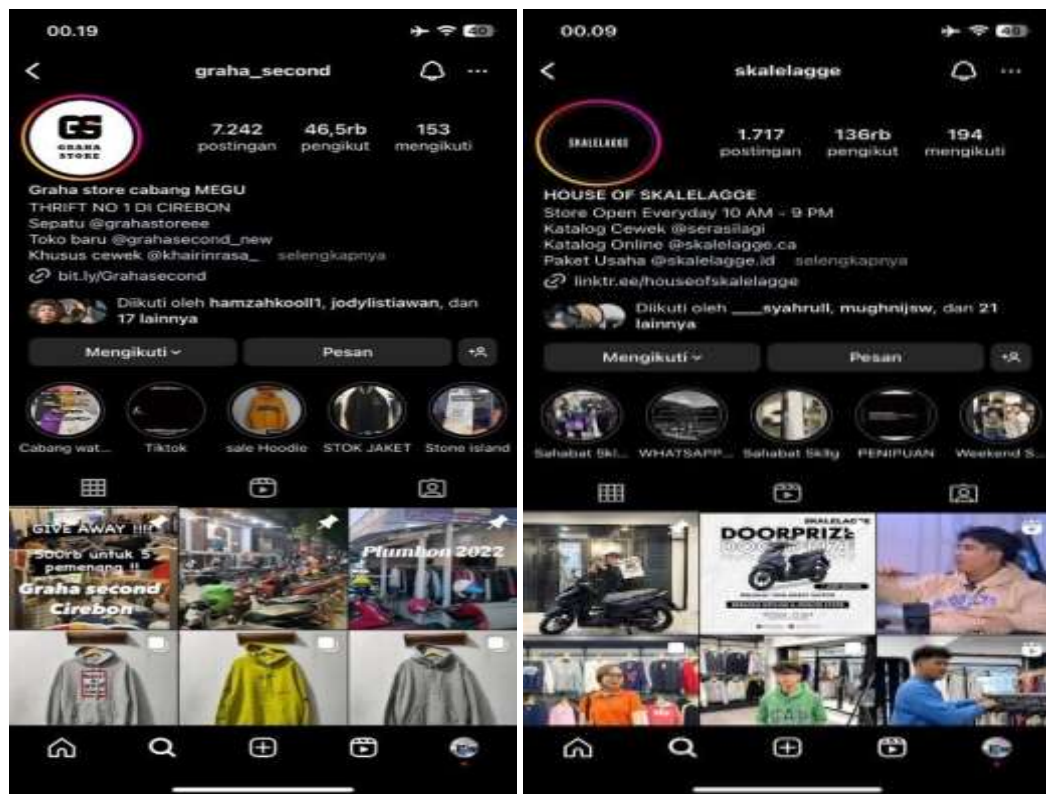 00.19
40
graha_second
GS
GRAHA
STORE
7.242 46,5rb 153
postingan pengikut mengikuti
Graha store cabang MEGU
THRIFT NO 1 DI CIREBON
Sepatu @grahastoreee
Toko baru @grahasecond_new
Khusus cewek @khairinrasa_ selengkapnya
bit.ly/Grahasecond
Diikuti oleh hamzahkooll1, jodylistiawan, dan
17 lainnya
Mengikuti Pesan
Cabang wat... Tiktok sale Hoodie STOK JAKET Stone island
GIVE AWAY !!!!
500rb untuk 5
pemenang !!
Graha second
Cirebon
Plumbon 2022
00.09
40
skalelagge
SKALELAGGE
1.717 136rb 194
postingan pengikut mengikuti
HOUSE OF SKALELAGGE
Store Open Everyday 10 AM - 9 PM
Katalog Cewek @serasilagi
Katalog Online @skalelagge.ca
Paket Usaha @skalelagge.id selengkapnya
linktr.ee/houseofskalelagge
Diikuti oleh ___syahrull, mughnijsw, dan 21
lainnya
Mengikuti Pesan
Sahabat Skl... WHATSAPP... Sahabat Skllg PENIPUAN Weekend S...
SKALELAGGE
DOORPRIZE
GAP